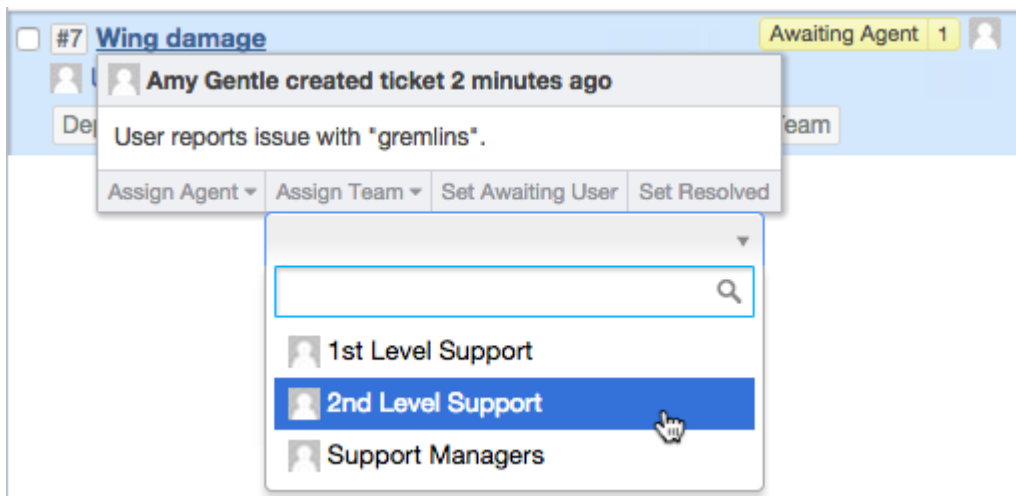 #7 Wing damage Awaiting Agent 1
Amy Gentle created ticket 2 minutes ago
User reports issue with "gremlins".
Assign Agent Assign Team Set Awaiting User Set Resolved
1st Level Support
2nd Level Support
Support Managers